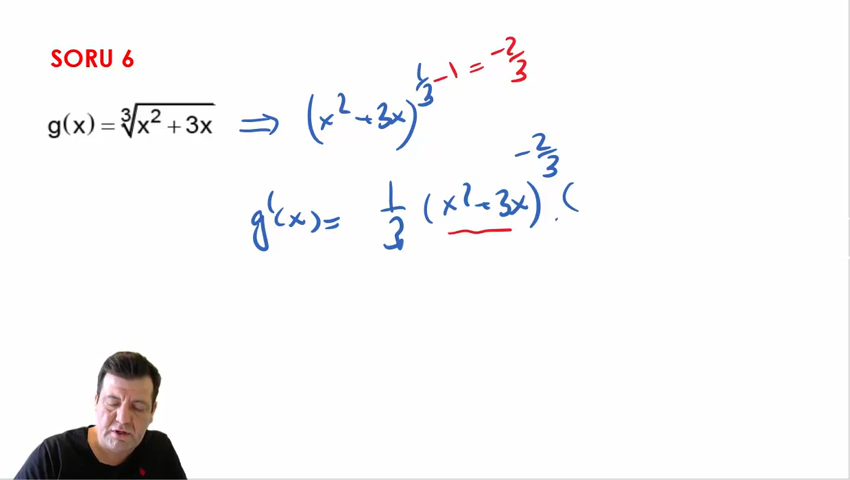 SORU 6
g(x) = ∛(x² + 3x) ⇒ (x² + 3x)^(1/3 - 1 = -2/3)
g'(x) = 1/3 (x² + 3x)^(-2/3) . (